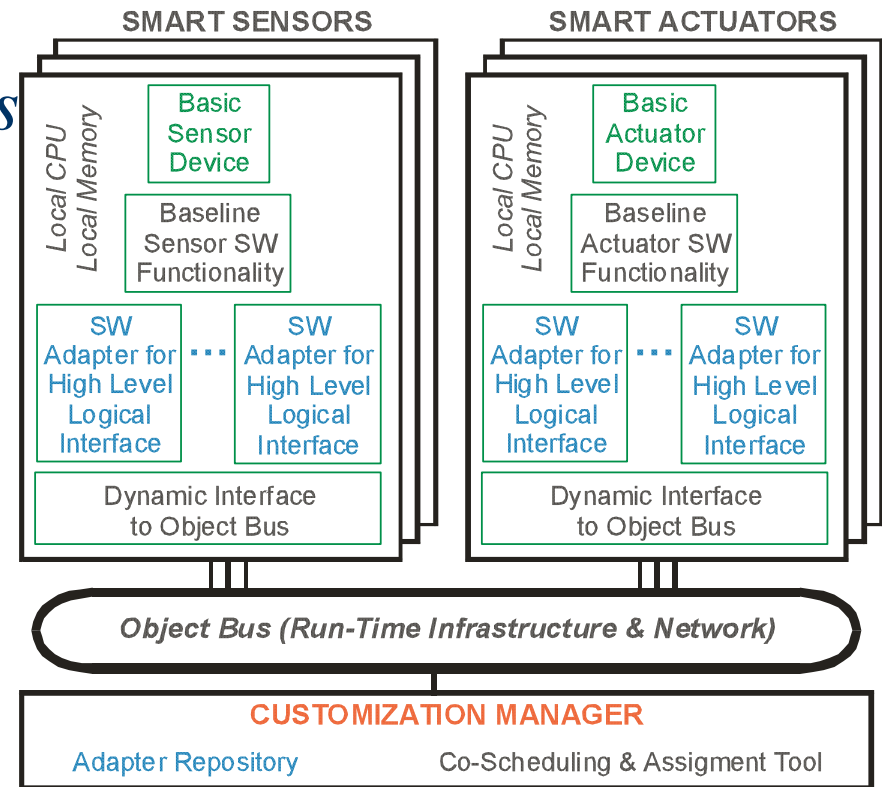 SMART SENSORS
SMART ACTUATORS
s
Local CPU
Local Memory
Basic
Sensor
Device
Baseline
Sensor SW
Functionality
SW
Adapter for
High Level
Logical
Interface
...
SW
Adapter for
High Level
Logical
Interface
Dynamic Interface
to Object Bus
Local CPU
Local Memory
Basic
Actuator
Device
Baseline
Actuator SW
Functionality
SW
Adapter for
High Level
Logical
Interface
...
SW
Adapter for
High Level
Logical
Interface
Dynamic Interface
to Object Bus
Object Bus (Run-Time Infrastructure & Network)
CUSTOMIZATION MANAGER
Adapter Repository
Co-Scheduling & Assigment Tool